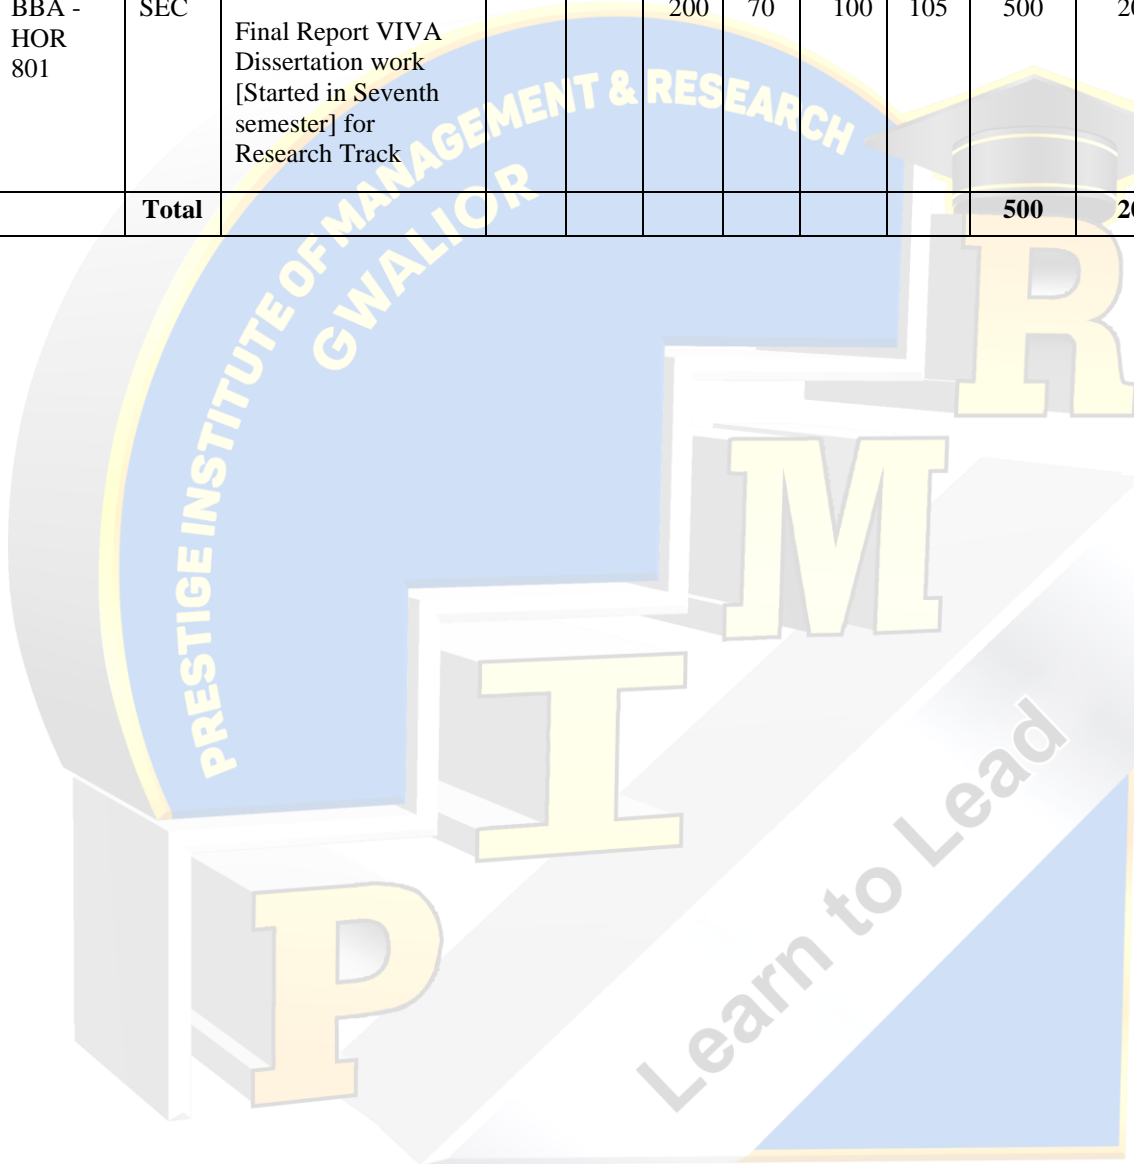 BBA -
HOR
801
SEC
Final Report VIVA
Dissertation work
[Started in Seventh
semester] for
Research Track
200 70 100 105 500
Total 500
PRESTIGE INSTITUTE OF MANAGEMENT & RESEARCH
GWALIOR
R
M
I
P
Learn to Lead